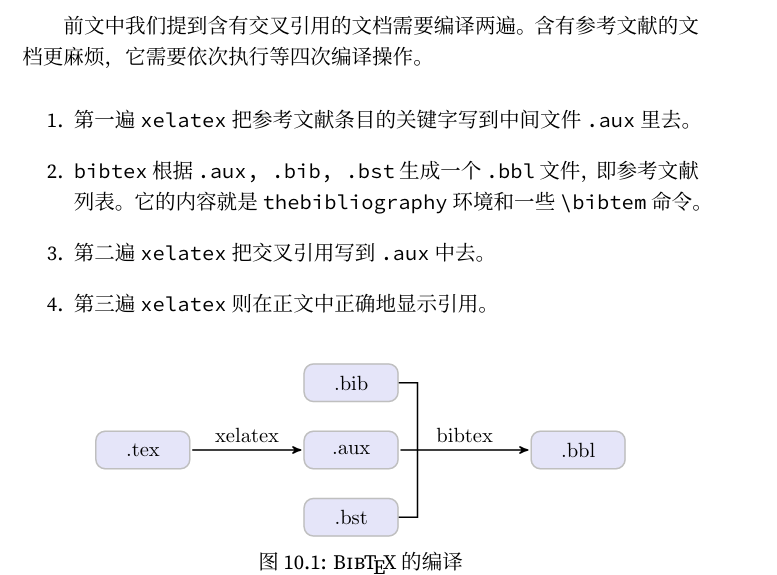 前文中我们提到含有交叉引用的文档需要编译两遍。含有参考文献的文
档更麻烦，它需要依次执行等四次编译操作。
1. 第一遍 xelatex 把参考文献条目的关键字写到中间文件 .aux 里去。
2. bibtex 根据 .aux, .bib, .bst 生成一个 .bbl 文件, 即参考文献
列表。它的内容就是 thebibliography 环境和一些 \bibtem 命令。
3. 第二遍 xelatex 把交叉引用写到 .aux 中去。
4. 第三遍 xelatex 则在正文中正确地显示引用。
.bib
.tex xelatex .aux bibtex .bbl
.bst
图 10.1: BIBTEX 的编译